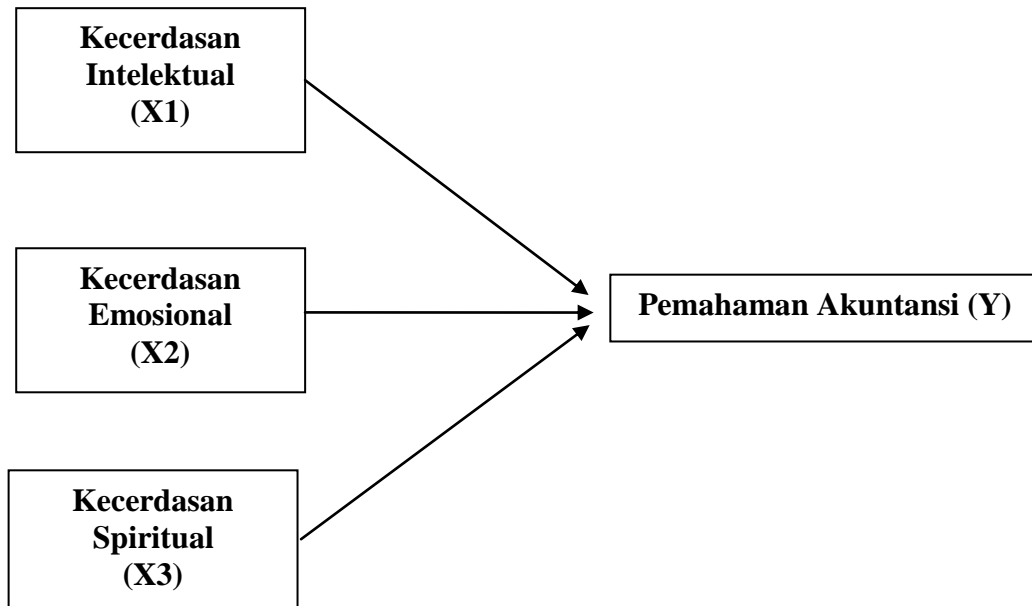 Kecerdasan
Intelektual
(X1)
Kecerdasan
Emosional
(X2)
Pemahaman Akuntansi (Y)
Kecerdasan
Spiritual
(X3)